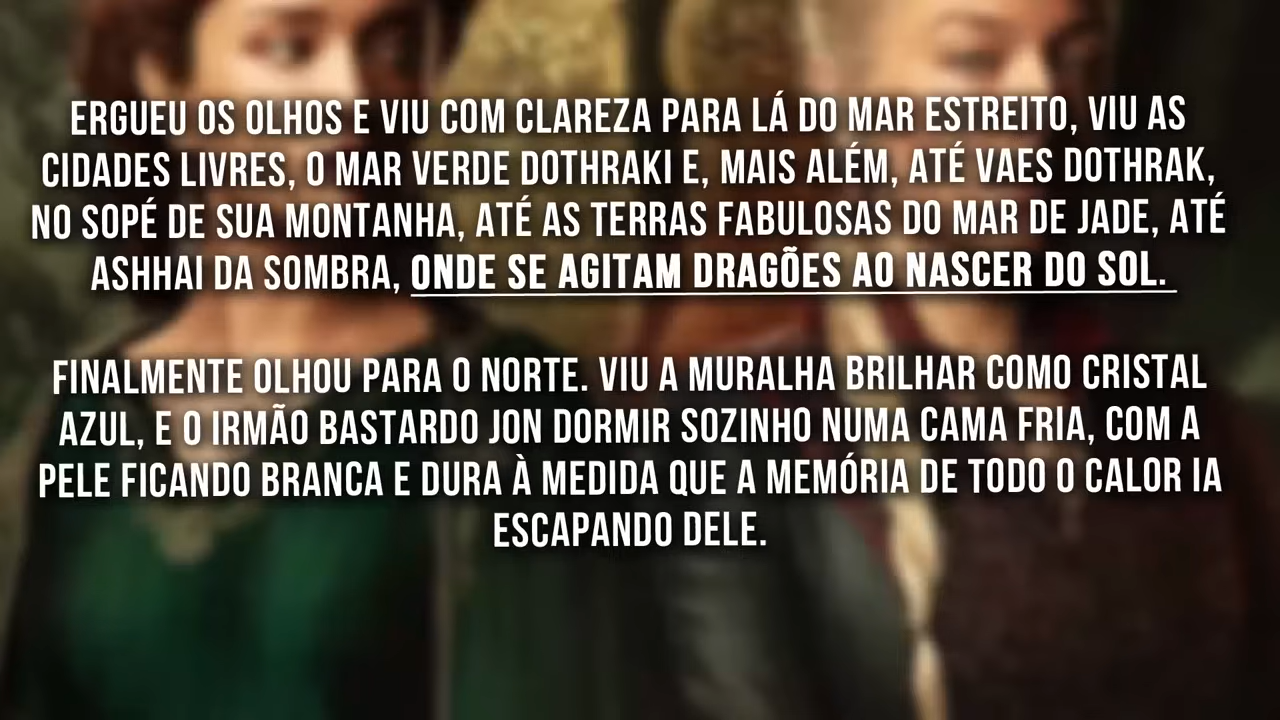 ERGUEU OS OLHOS E VIU COM CLAREZA PARA LÁ DO MAR ESTREITO, VIU AS
CIDADES LIVRES, O MAR VERDE DOTHRAKI E, MAIS ALÉM, ATÉ VAES DOTHRAK,
NO SOPÉ DE SUA MONTANHA, ATÉ AS TERRAS FABULOSAS DO MAR DE JADE, ATÉ
ASHHAI DA SOMBRA, ONDE SE AGITAM DRAGÕES AO NASCER DO SOL.
FINALMENTE OLHOU PARA O NORTE. VIU A MURALHA BRILHAR COMO CRISTAL
AZUL, E O IRMÃO BASTARDO JON DORMIR SOZINHO NUMA CAMA FRIA, COM A
PELE FICANDO BRANCA E DURA À MEDIDA QUE A MEMÓRIA DE TODO O CALOR IA
ESCAPANDO DELE.